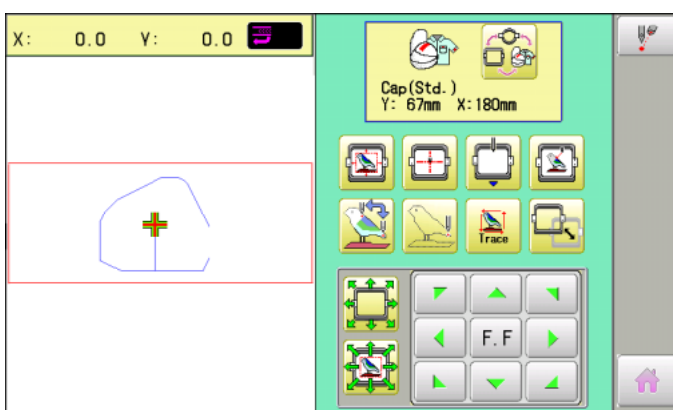 X: 0.0 Y: 0.0
Cap(Std.)
Y: 67mm X:180mm
Trace
F.F